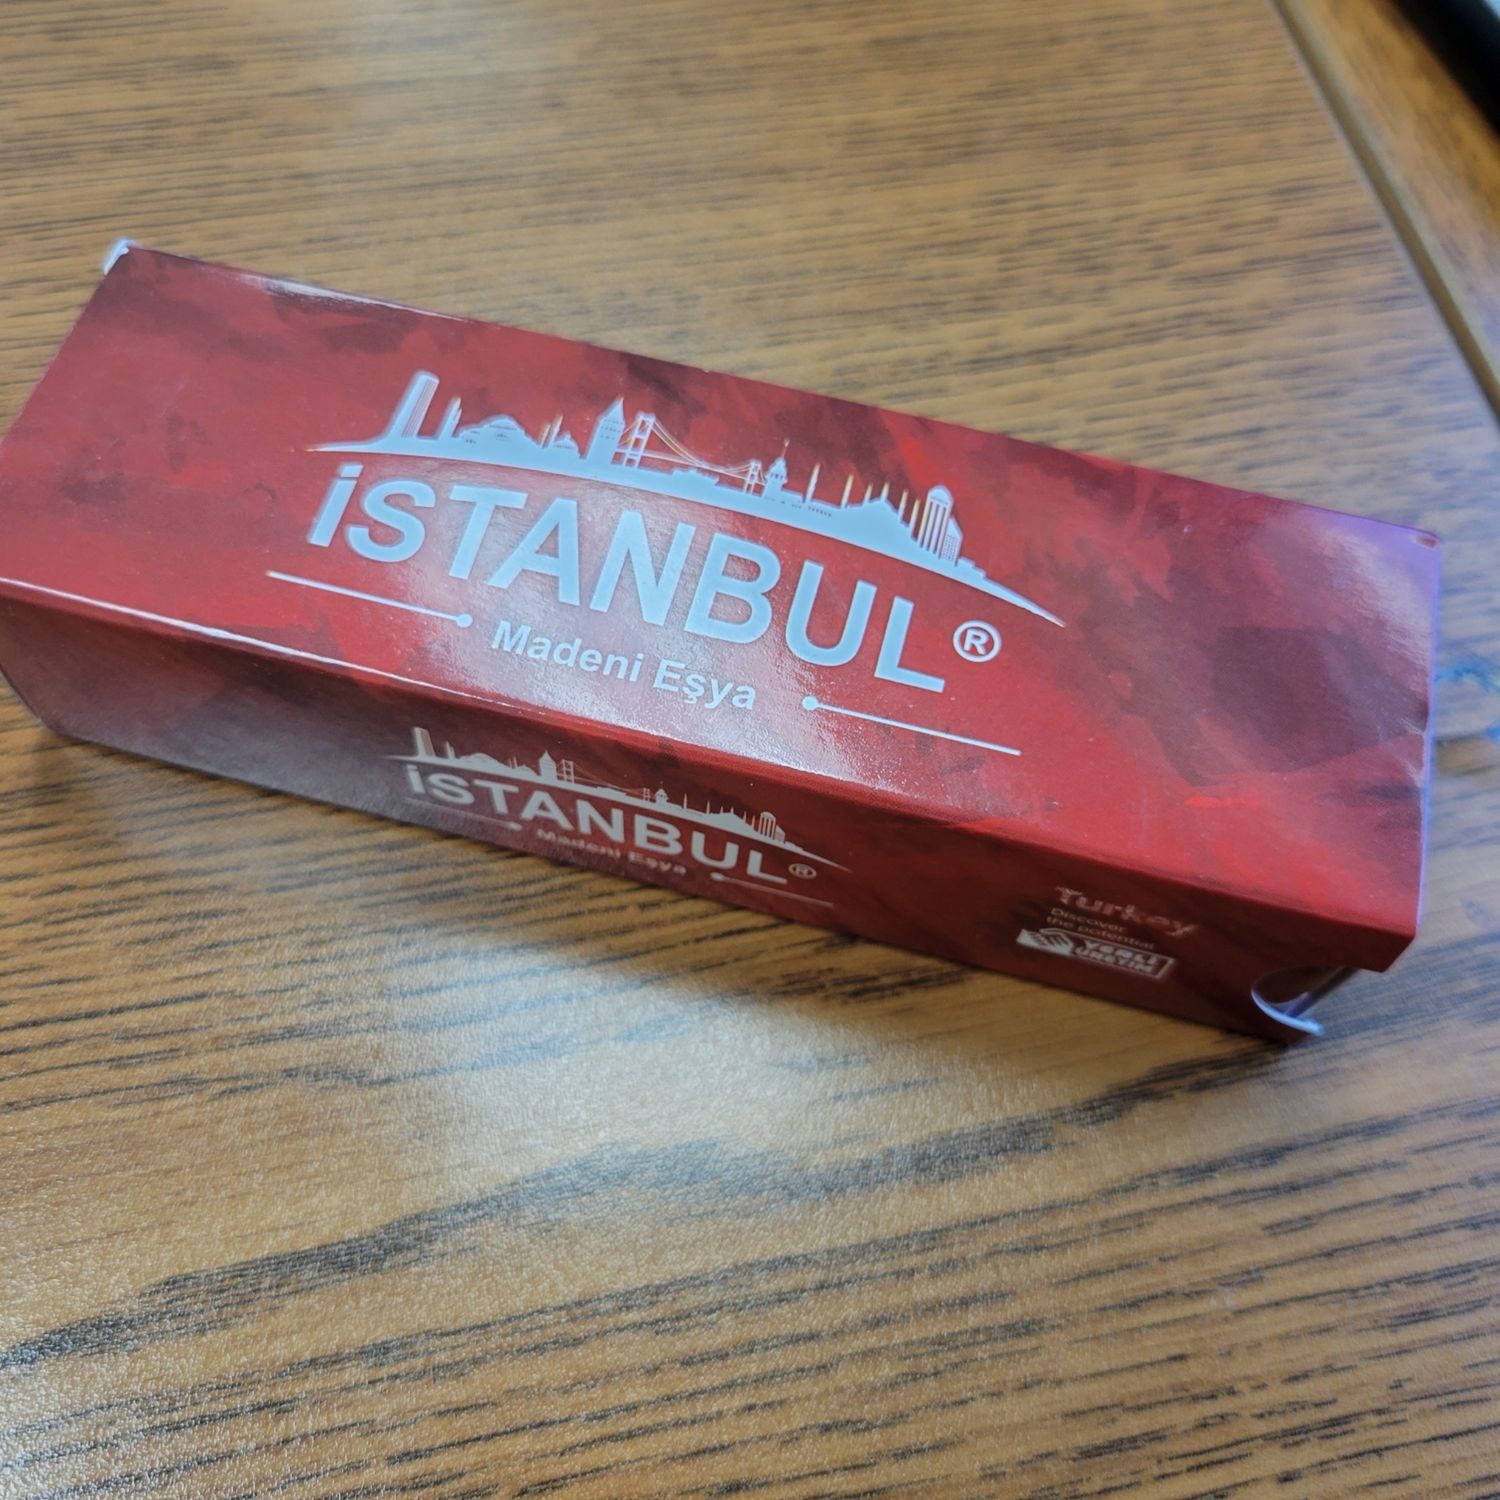 İSTANBUL®
Madeni Eşya
İSTANBUL®
Madeni Eşya
Turkey
Discover
the potential
YERLİ
ÜRETİM